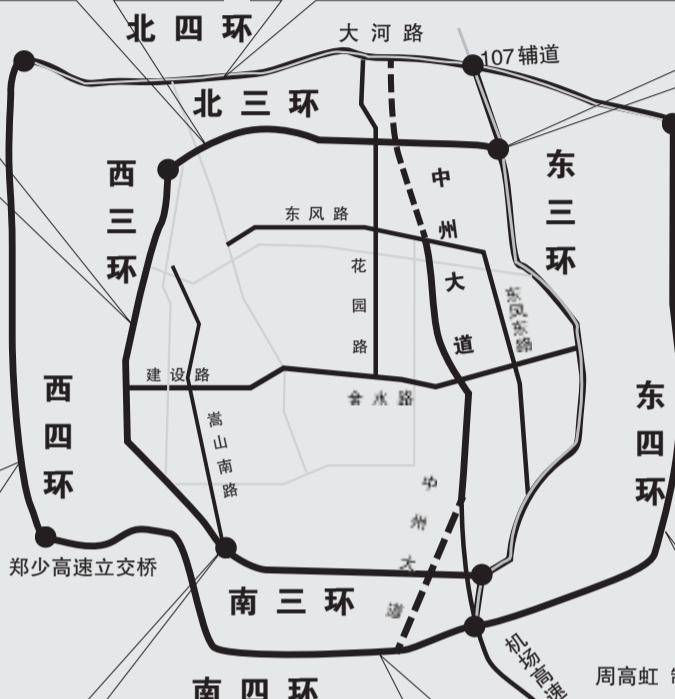 北四环
大河路
107辅道
北三环
西三环
中州大道
东三环
东风路
花园路
东风东路
建设路
金水路
西四环
嵩山南路
东四环
中州大道
郑少高速立交桥
南三环
机场高速
周高虹
南四环